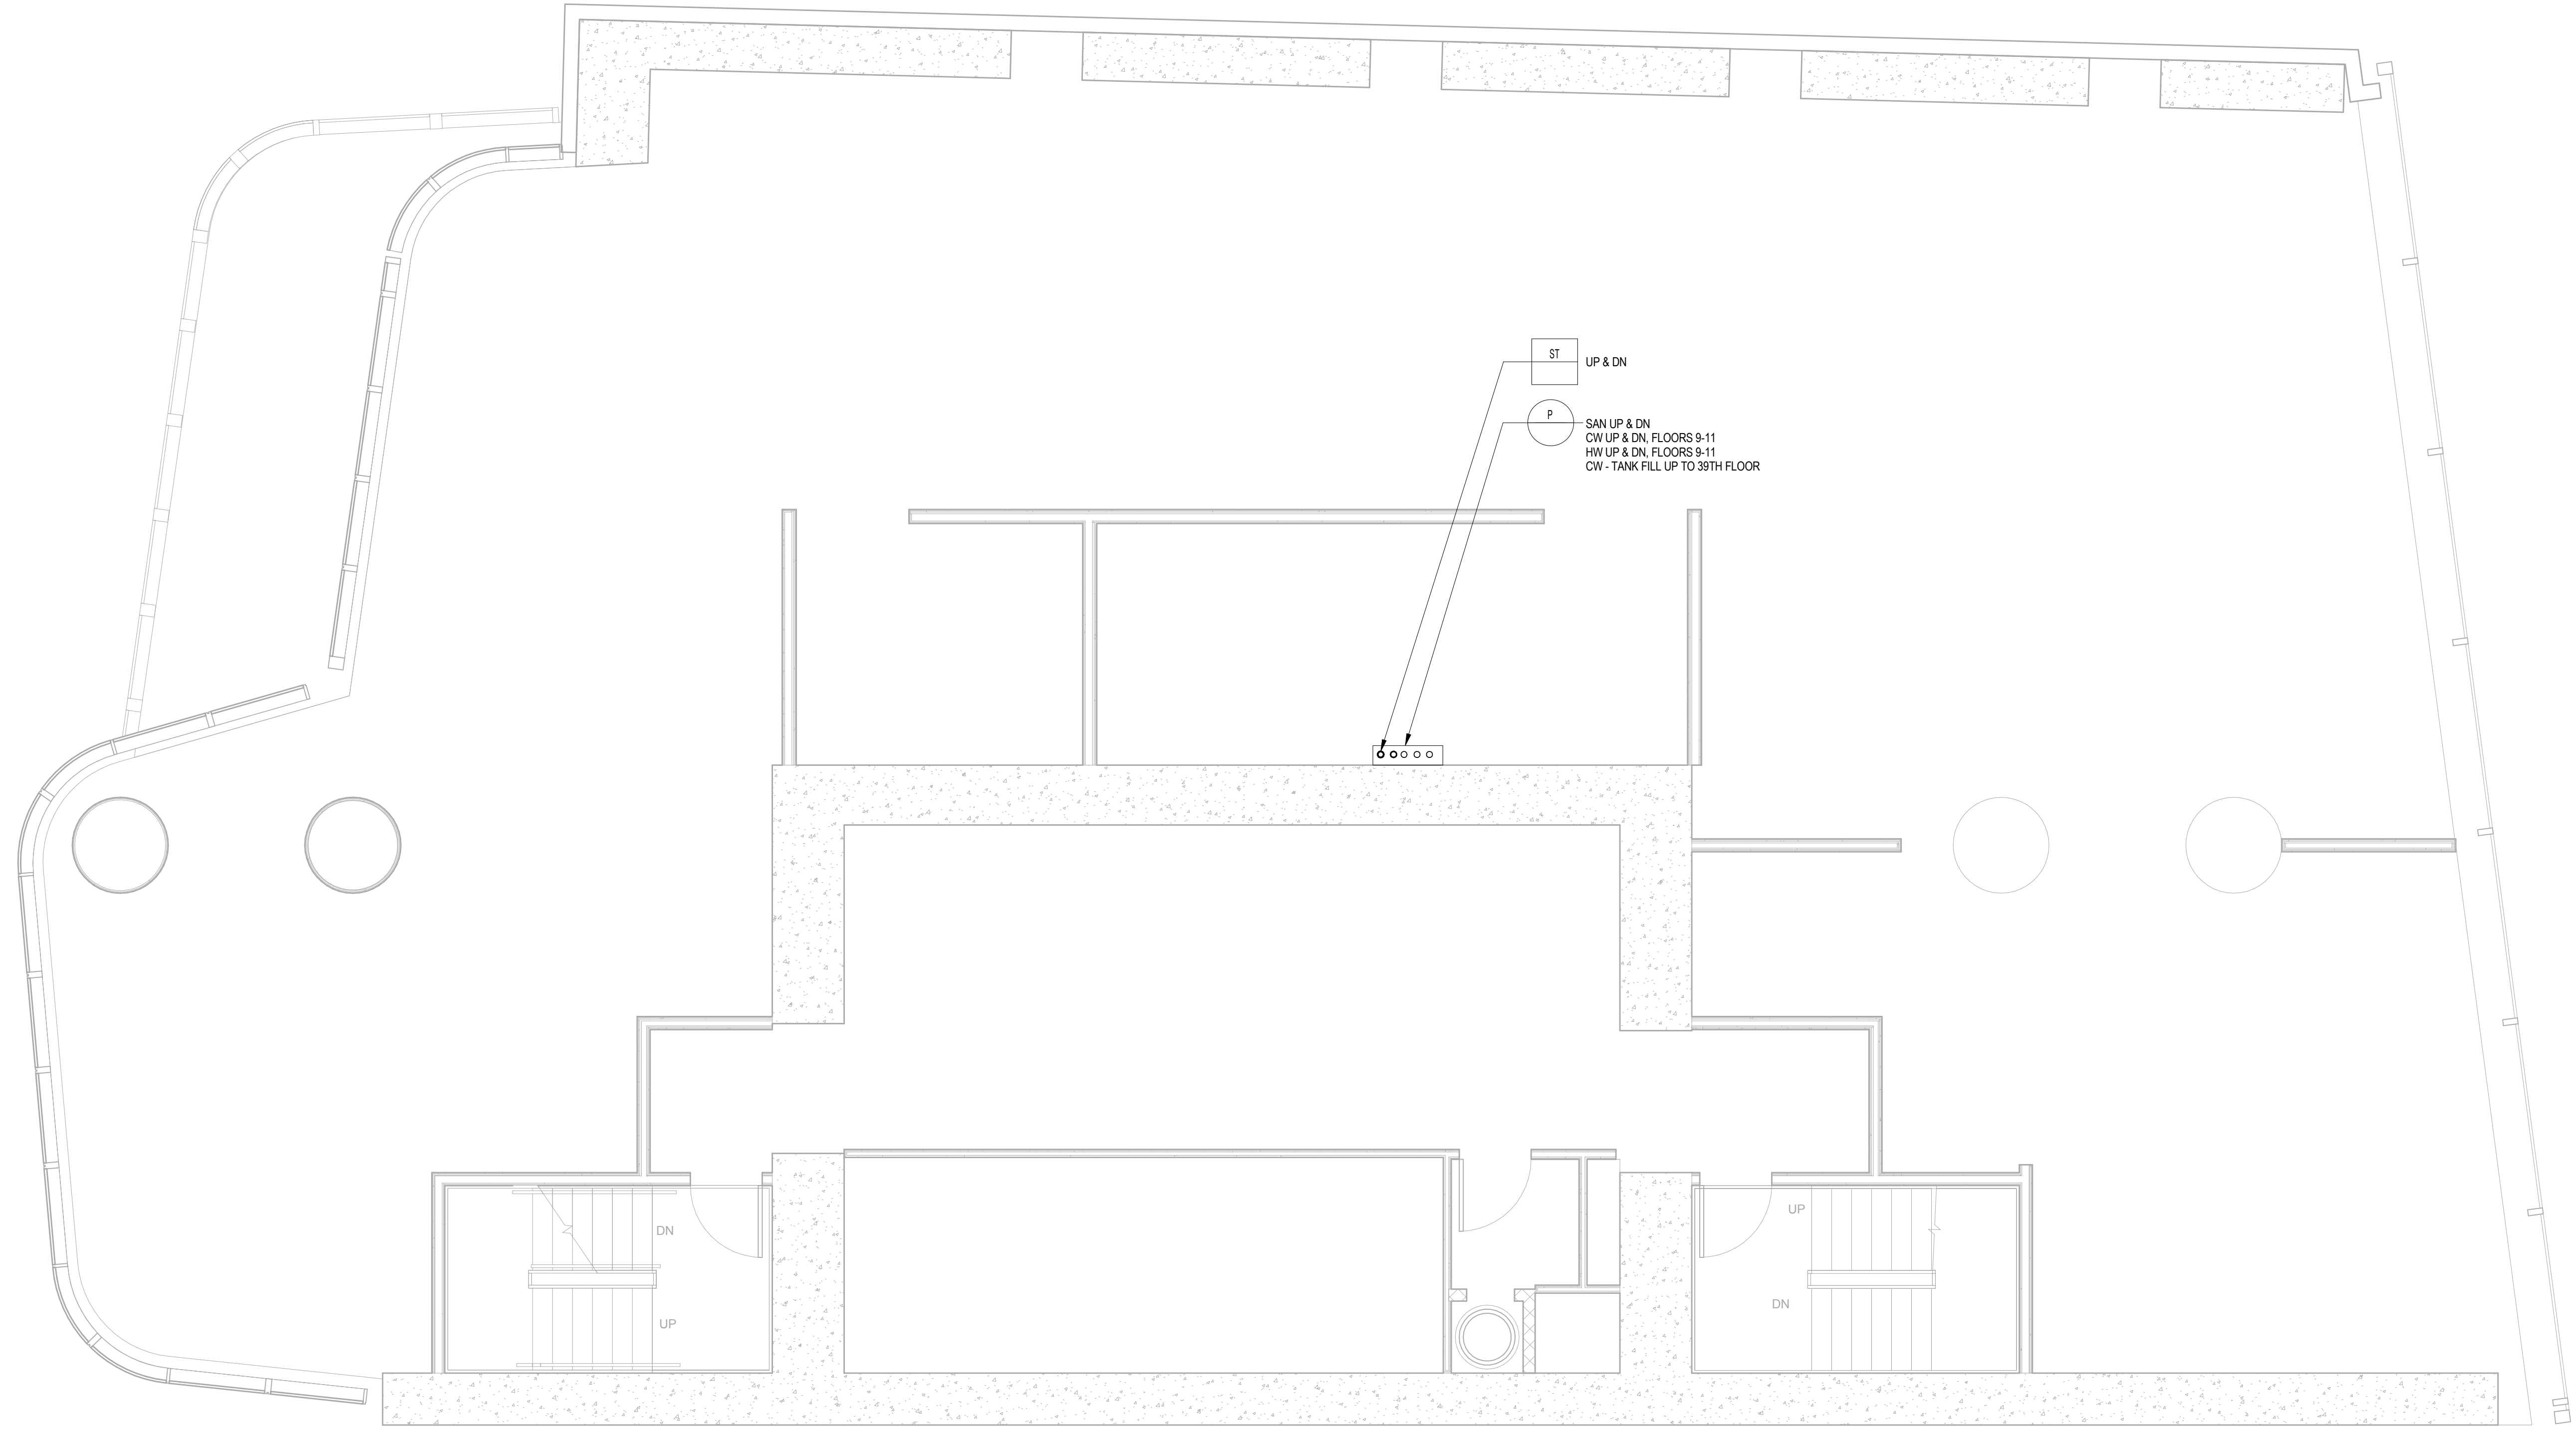 ST
UP & DN
P
SAN UP & DN
CW UP & DN, FLOORS 9-11
HW UP & DN, FLOORS 9-11
CW - TANK FILL UP TO 39TH FLOOR
DN
UP
UP
DN